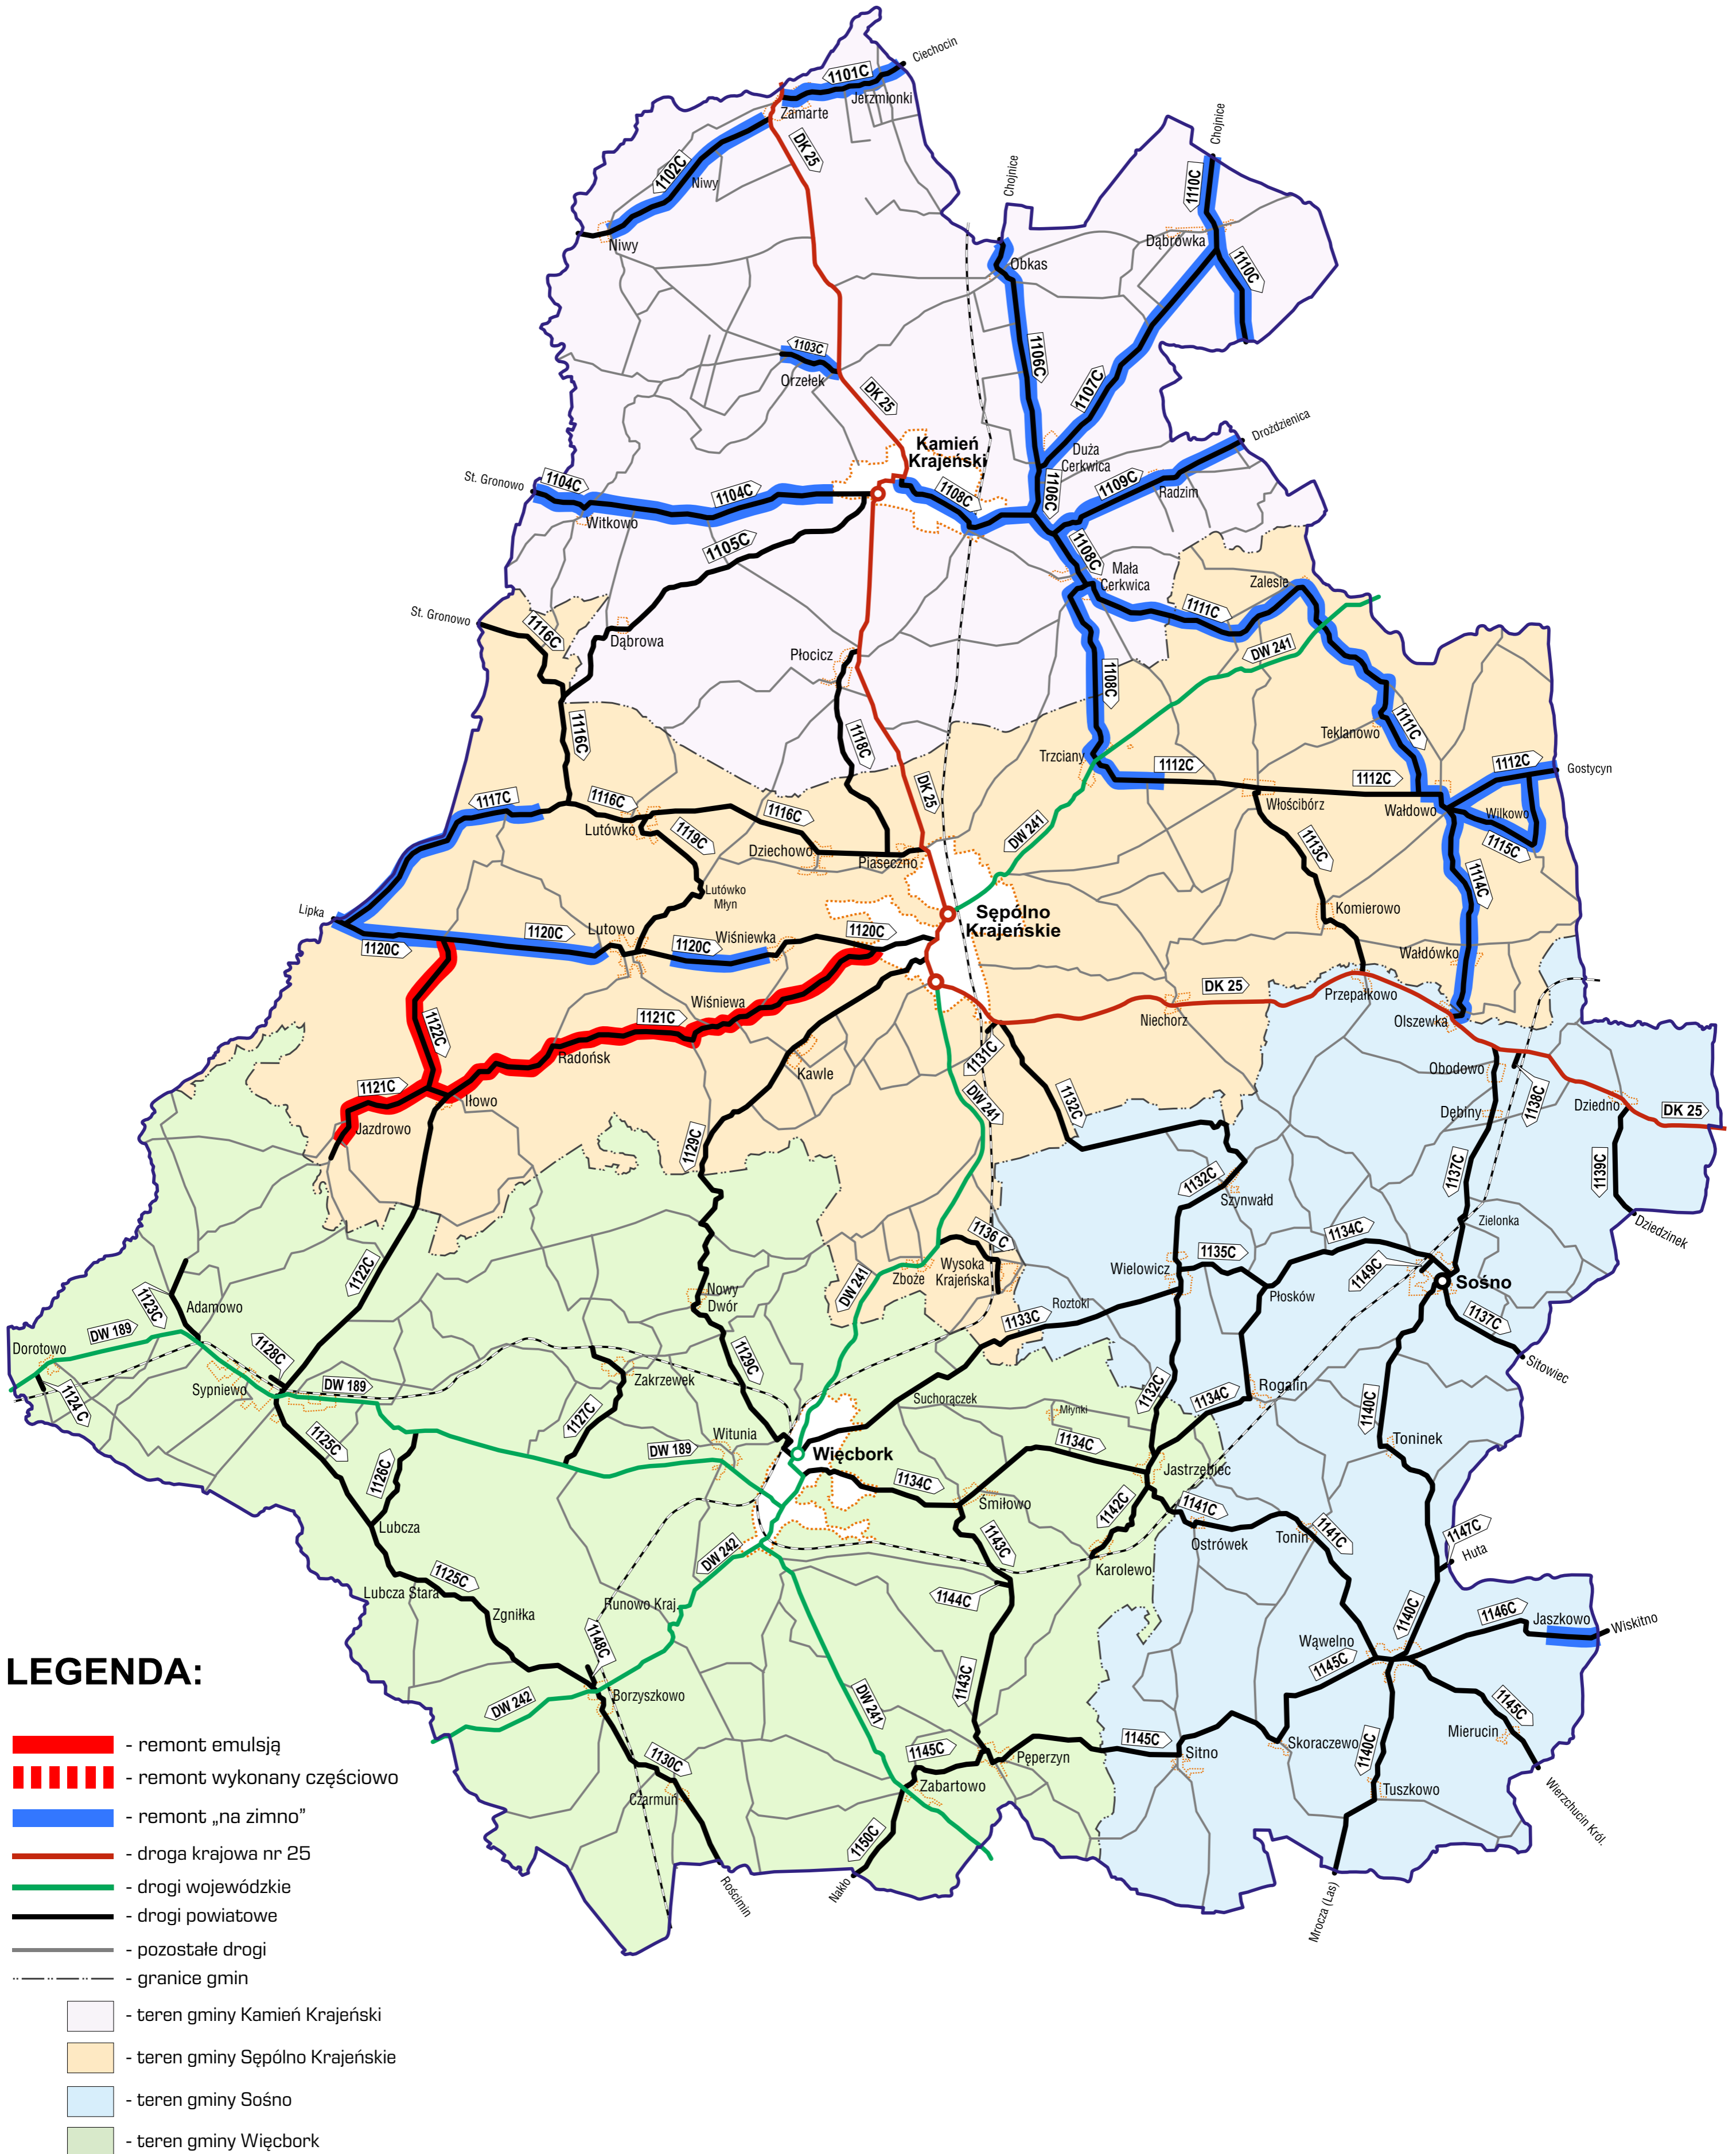 Ciechocin
1101C
Jerzmionki
Zamarte
DK 25
1102C
Niwy
Niwy
Chojnice
Chojnice
1110C
Dąbrówka
1110C
Obkas
1103C
Orzełek
DK 25
1106C
1107C
Kamień
Krajeński
Duża
Cerkwica
Drożdzienica
St. Gronowo
1104C
1104C
Witkowo
1108C
1106C
1109C
Radzim
1105C
1108C
Mała
Cerkwica
Zalesie
1111C
St. Gronowo
1116C
Dąbrowa
Płocicz
DW 241
1108C
1116C
1118C
Teklanowo
1111C
Trzciany
1112C
1112C
1112C
Gostycyn
DK 25
1117C
1116C
1116C
Lutówko
1119C
Dziechowo
Piaseczno
DW 241
Włościbórz
Wałdowo
Wilkowo
1115C
1113C
1114C
Lutówko
Młyn
Lipka
Sępólno
Krajeńskie
Komierowo
1120C
1120C
Lutowo
1120C
Wiśniewka
1120C
Wałdówko
1122C
Wiśniewa
1121C
Radońsk
DK 25
Niechorz
Przepałkowo
Olszewka
1131C
Kawle
1121C
Iłowo
Jazdrowo
1132C
DW 241
Obodowo
1138C
Dziedno
DK 25
Dębiny
1129C
1137C
1139C
1132C
Szynwałd
Zielonka
Dziedzinek
1134C
1136 C
1135C
Wysoka
Krajeńska
Zboże
Wielowicz
1149C
Sośno
Płosków
1122C
DW 241
Nowy
Dwór
Roztoki
1133C
1137C
Sitowiec
1123C
Adamowo
DW 189
Dorotowo
1128C
Sypniewo
DW 189
1124 C
1129C
Zakrzewek
1127C
Suchorączek
1132C
1134C
Rogalin
Młynki
1140C
Toninek
1125C
1126C
DW 189
Witunia
Więcbork
1134C
1134C
Jastrzębiec
Śmiłowo
1142C
1141C
Ostrówek
Tonin
1141C
1147C
Huta
Lubcza
1143C
Karolewo
DW 242
1144C
Lubcza Stara
1125C
Zgniłka
Runowo Kraj.
1148C
1140C
1146C
Jaszkowo
Wiskitno
Wąwelno
1145C
LEGENDA:
Borzyszkowo
DW 242
DW 241
1143C
1145C
Mierucin
1130C
Czarmuń
1145C
Pęperzyn
1145C
Sitno
Skoraczewo
1140C
Tuszkowo
Zabartowo
1150C
Wierzchucin Król.
Rościmin
Nakło
Mrocza (Las)
- remont emulsją
- remont wykonany częściowo
- remont „na zimno”
- droga krajowa nr 25
- drogi wojewódzkie
- drogi powiatowe
- pozostałe drogi
- granice gmin
- teren gminy Kamień Krajeński
- teren gminy Sępólno Krajeńskie
- teren gminy Sośno
- teren gminy Więcbork